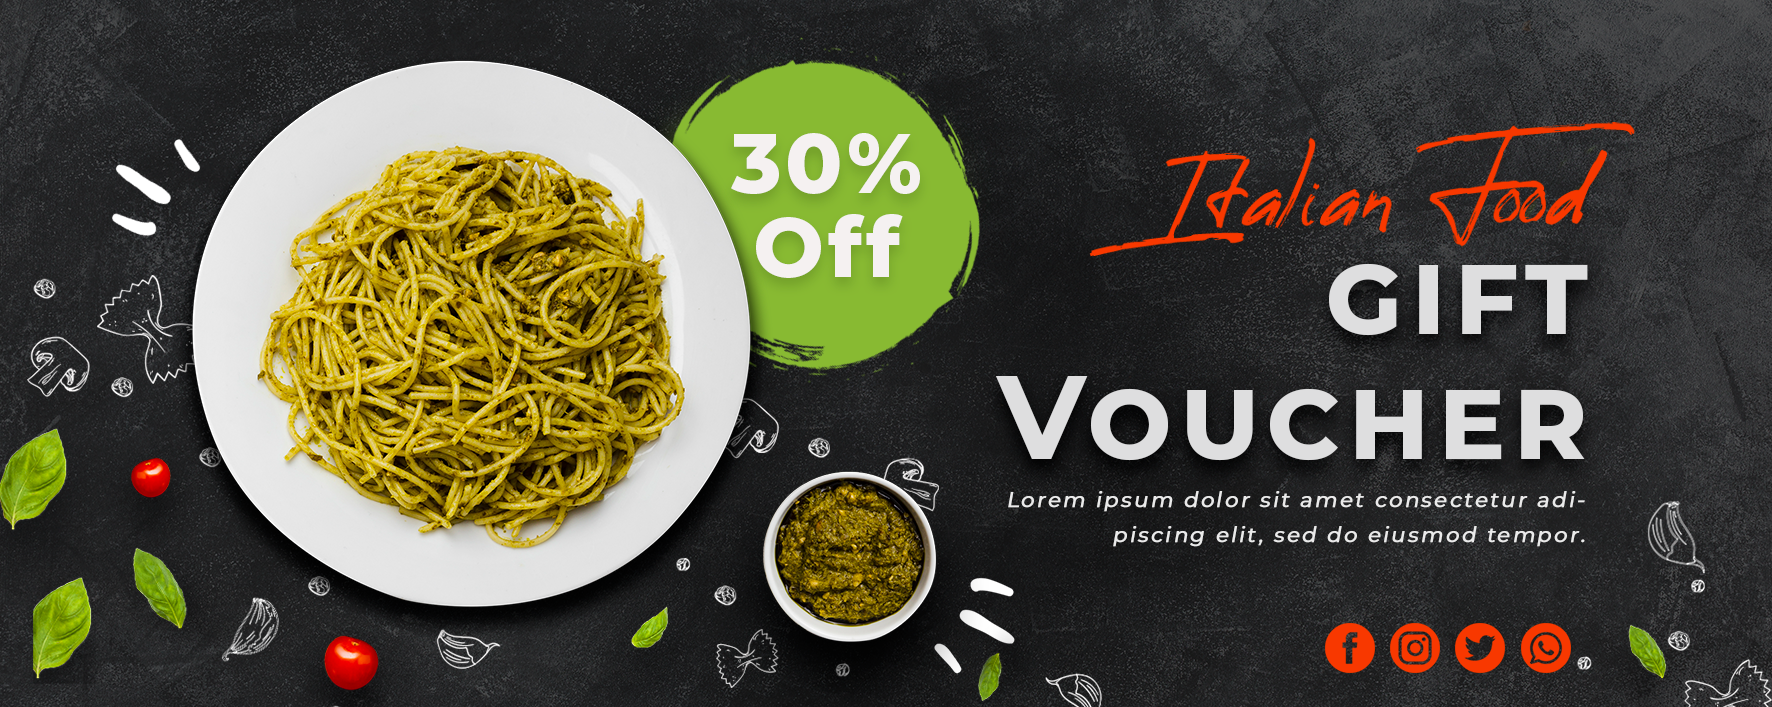 30%
Off
Italian Food
GIFT
VOUCHER
Lorem ipsum dolor sit amet consectetur adi-
piscing elit, sed do eiusmod tempor.